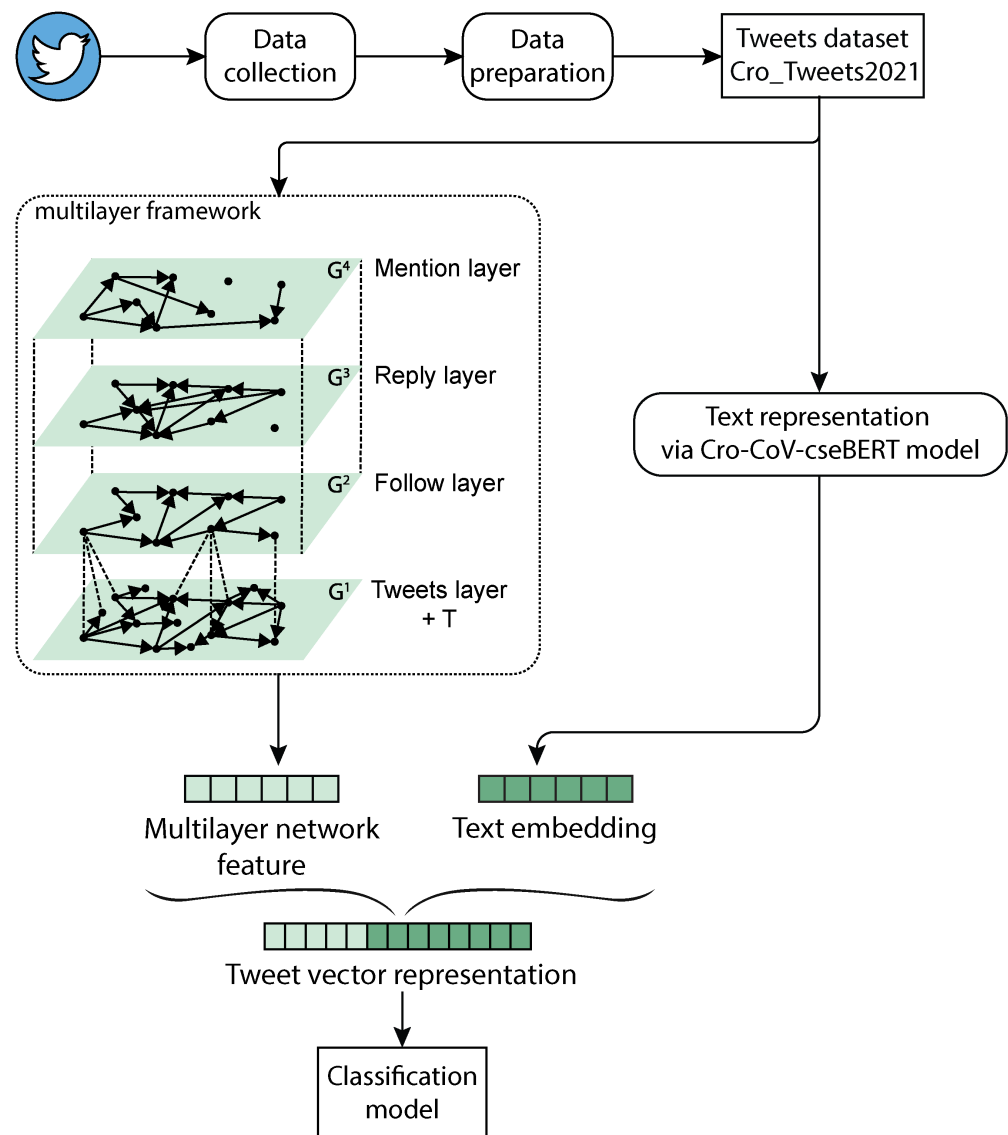 Data
collection
Data
preparation
Tweets dataset
Cro_Tweets2021
multilayer framework
G⁴
Mention layer
G³
Reply layer
G²
Follow layer
G¹
Tweets layer
+ T
Text representation
via Cro-CoV-cseBERT model
Multilayer network
feature
Text embedding
Tweet vector representation
Classification
model